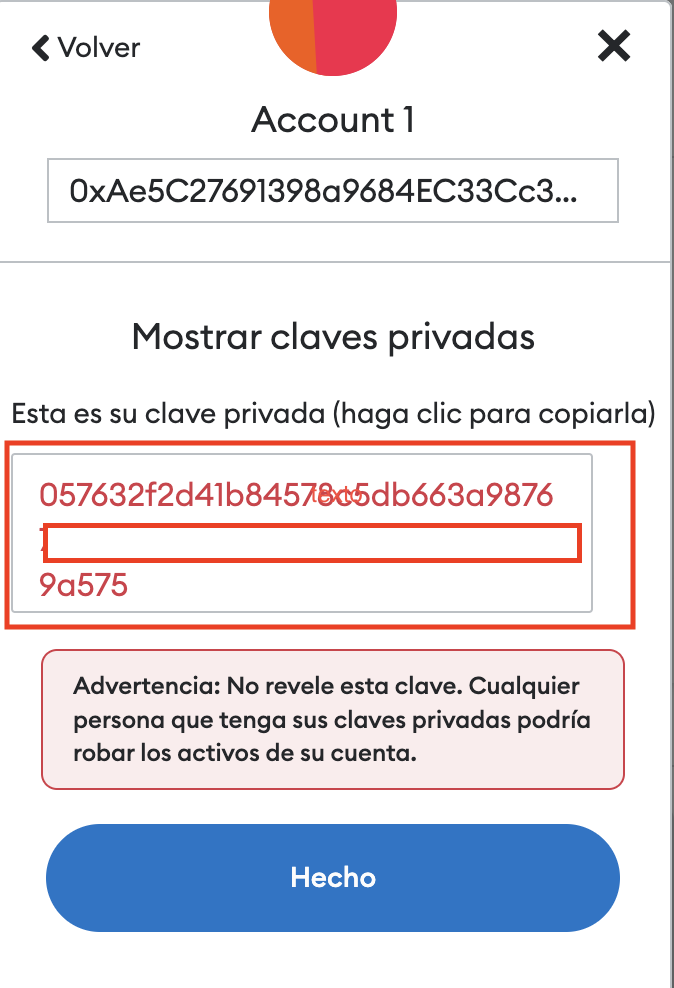 Volver
Account 1
0xAe5C27691398a9684EC33Cc3...
Mostrar claves privadas
Esta es su clave privada (haga clic para copiarla)
057632f2d41b84578c5db663a9876
texto
9a575
Advertencia: No revele esta clave. Cualquier
persona que tenga sus claves privadas podría
robar los activos de su cuenta.
Hecho